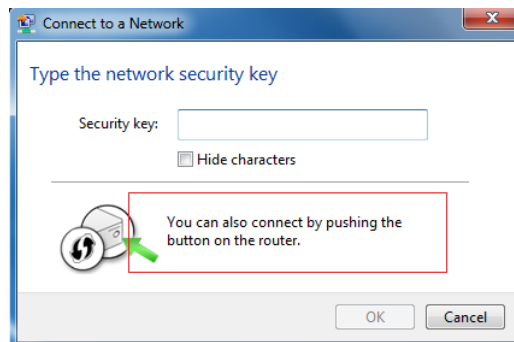 Connect to a Network
Type the network security key
Security key:
Hide characters
You can also connect by pushing the
button on the router.
OK
Cancel